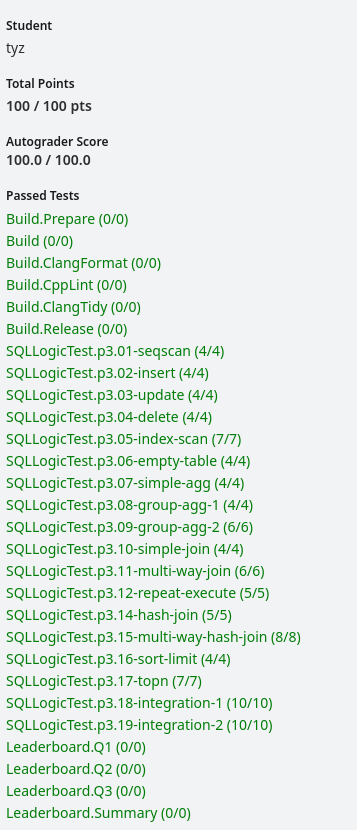 Student
tyz
Total Points
100 / 100 pts
Autograder Score
100.0 / 100.0
Passed Tests
Build.Prepare (0/0)
Build (0/0)
Build.ClangFormat (0/0)
Build.CppLint (0/0)
Build.ClangTidy (0/0)
Build.Release (0/0)
SQLLogicTest.p3.01-seqscan (4/4)
SQLLogicTest.p3.02-insert (4/4)
SQLLogicTest.p3.03-update (4/4)
SQLLogicTest.p3.04-delete (4/4)
SQLLogicTest.p3.05-index-scan (7/7)
SQLLogicTest.p3.06-empty-table (4/4)
SQLLogicTest.p3.07-simple-agg (4/4)
SQLLogicTest.p3.08-group-agg-1 (4/4)
SQLLogicTest.p3.09-group-agg-2 (6/6)
SQLLogicTest.p3.10-simple-join (4/4)
SQLLogicTest.p3.11-multi-way-join (6/6)
SQLLogicTest.p3.12-repeat-execute (5/5)
SQLLogicTest.p3.14-hash-join (5/5)
SQLLogicTest.p3.15-multi-way-hash-join (8/8)
SQLLogicTest.p3.16-sort-limit (4/4)
SQLLogicTest.p3.17-topn (7/7)
SQLLogicTest.p3.18-integration-1 (10/10)
SQLLogicTest.p3.19-integration-2 (10/10)
Leaderboard.Q1 (0/0)
Leaderboard.Q2 (0/0)
Leaderboard.Q3 (0/0)
Leaderboard.Summary (0/0)